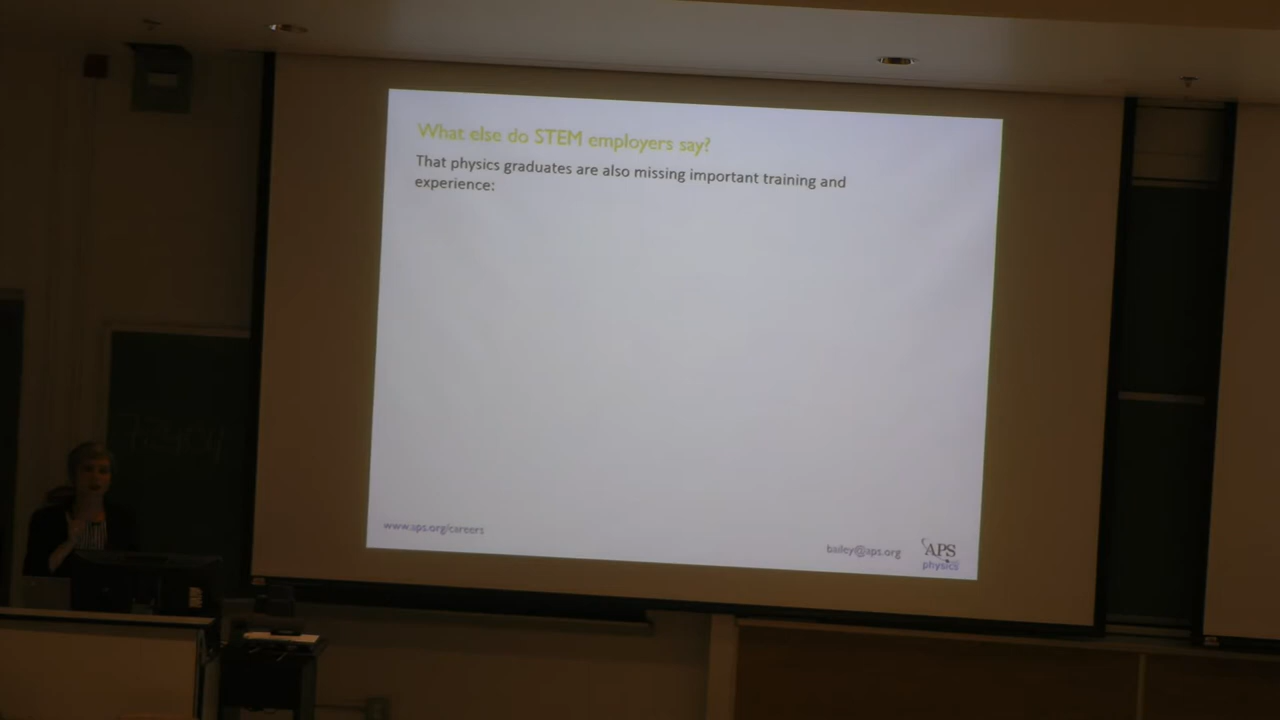 What else do STEM employers say?
That physics graduates are also missing important training and
experience:
www.aps.org/careers
bailey@aps.org
APS
physics